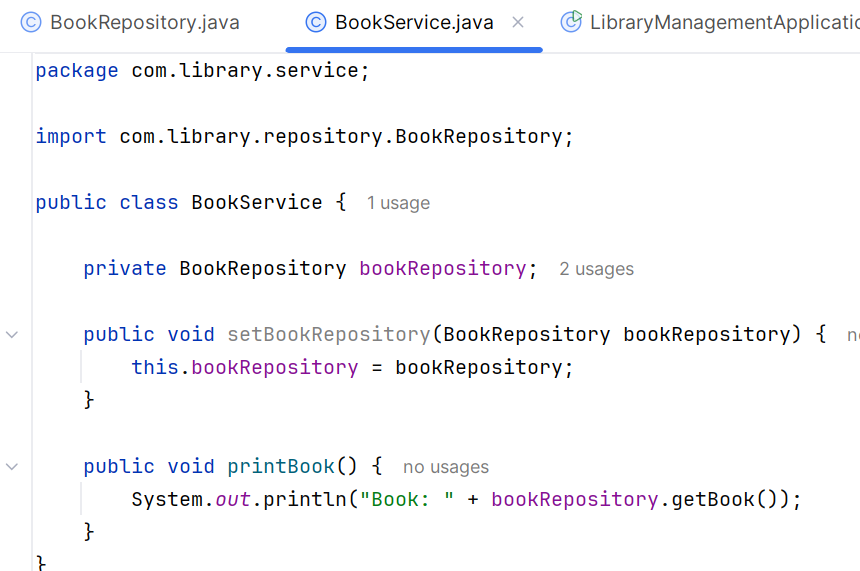 BookRepository.java BookService.java LibraryManagementApplicatio
package com.library.service;
import com.library.repository.BookRepository;
public class BookService { 1 usage
private BookRepository bookRepository; 2 usages
public void setBookRepository(BookRepository bookRepository) {
this.bookRepository = bookRepository;
}
public void printBook() { no usages
System.out.println("Book: " + bookRepository.getBook());
}
}